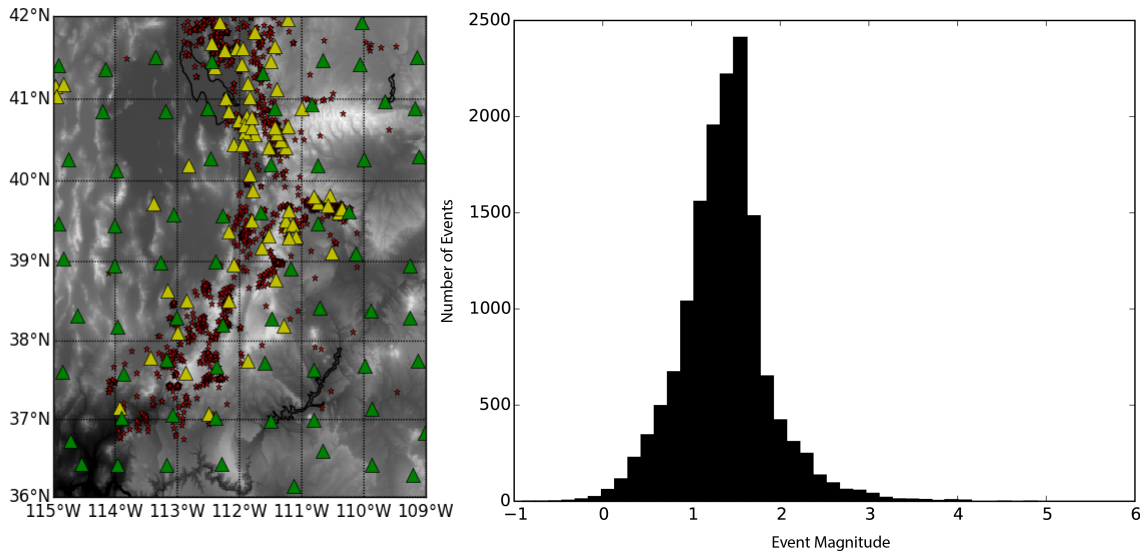 42°N
41°N
40°N
39°N
38°N
37°N
36°N
115°W 114°W 113°W 112°W 111°W 110°W 109°W
2500
2000
1500
1000
500
0
Number of Events
−1 0 1 2 3 4 5 6
Event Magnitude